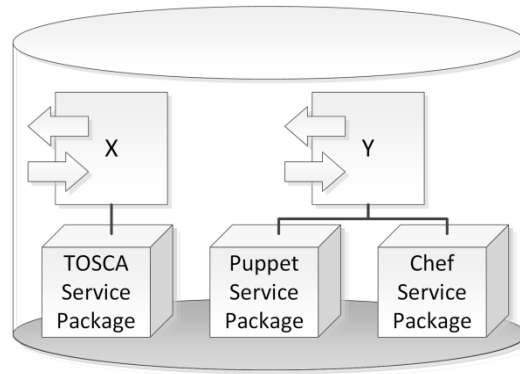 X
Y
TOSCA
Service
Package
Puppet
Service
Package
Chef
Service
Package